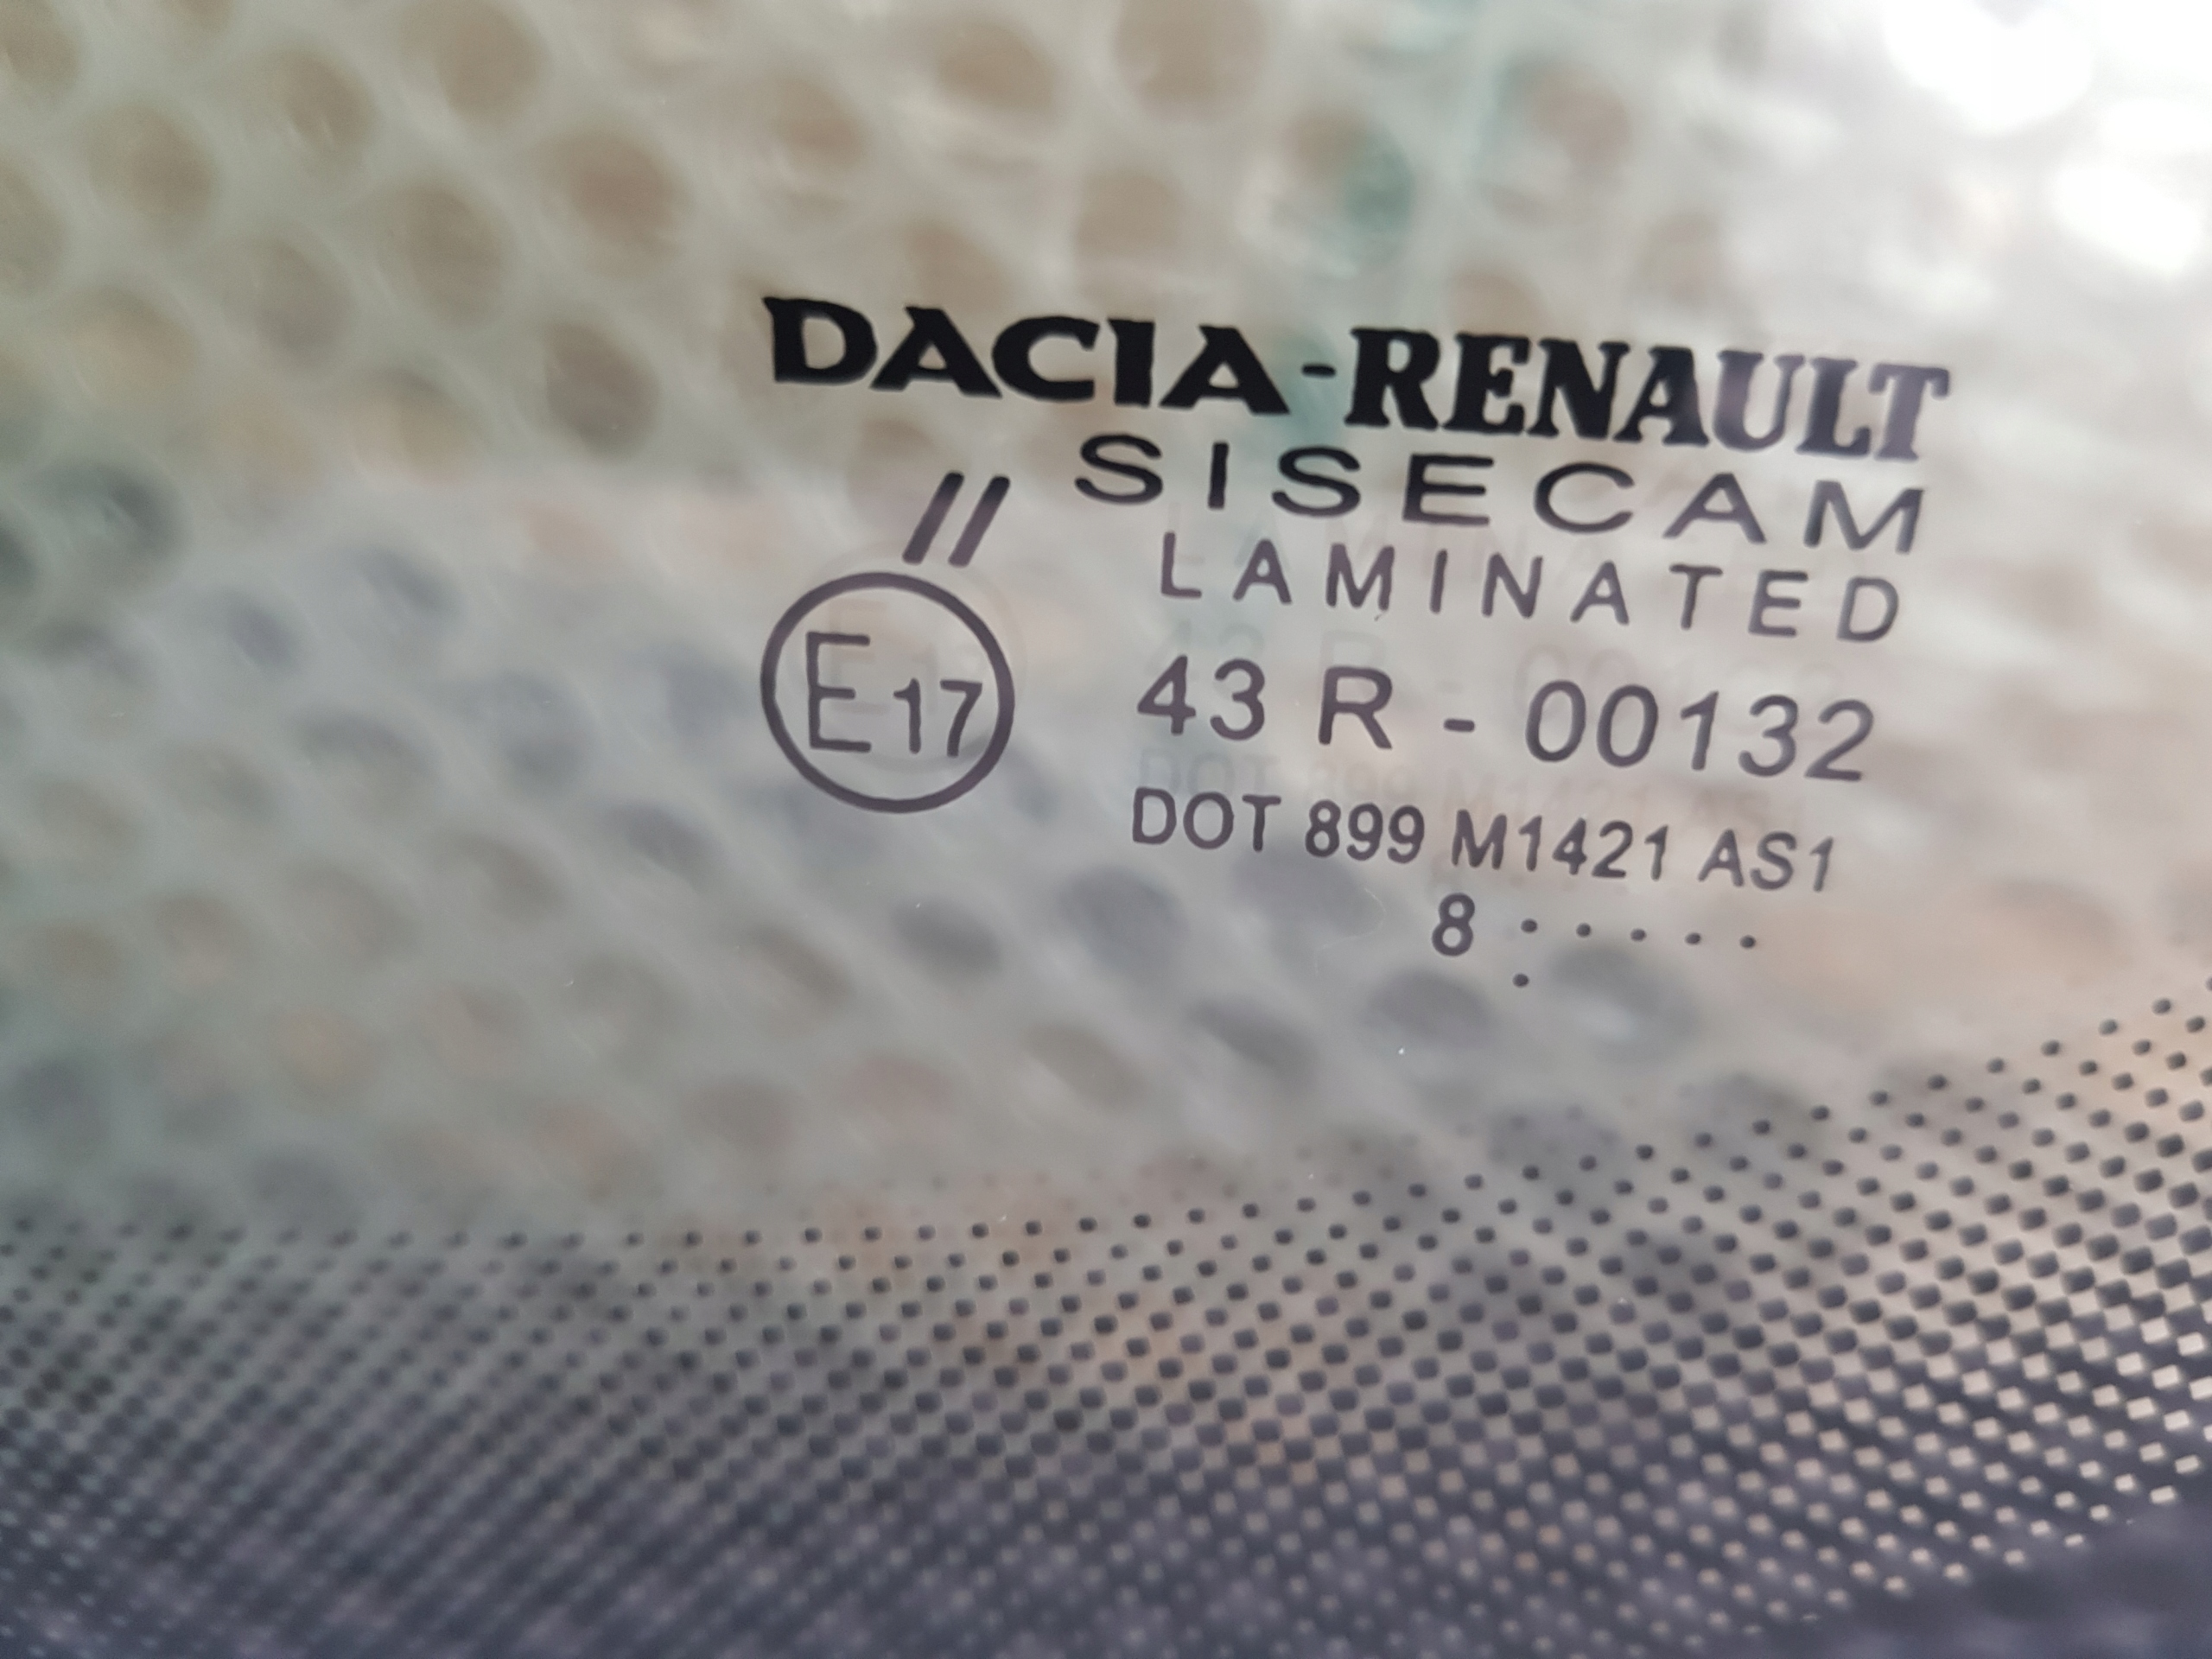 DACIA-RENAULT
SISECAM
//
LAMINATED
E17
43 R - 00132
DOT 899 M1421 AS1
8 : . . . .